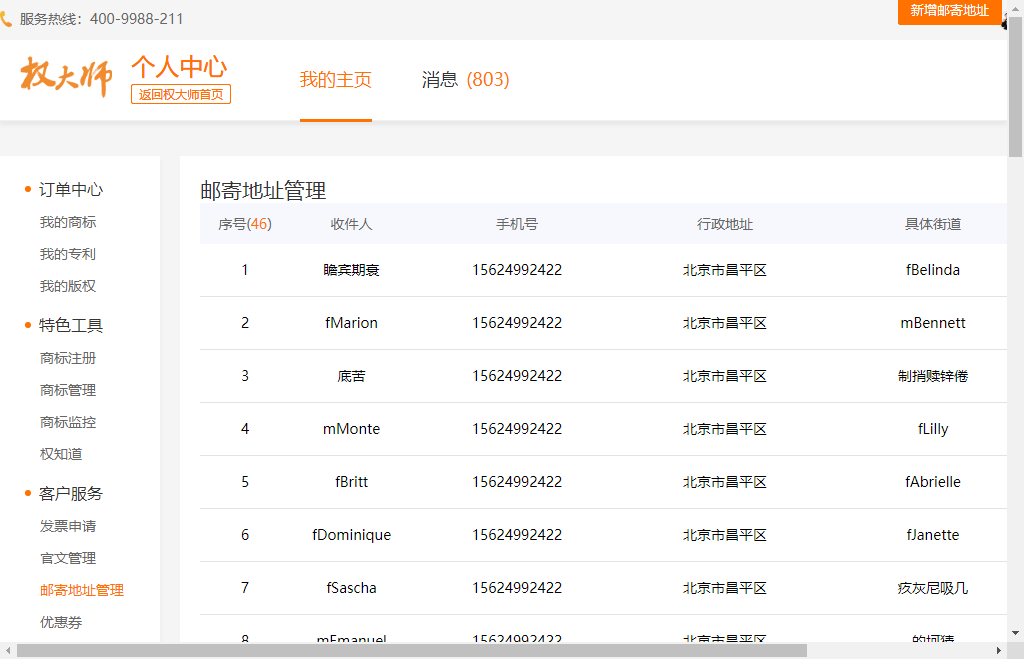 服务热线：400-9988-211
新增邮寄地址
权大师
个人中心
返回权大师首页
我的主页
消息 (803)
订单中心
我的商标
我的专利
我的版权
特色工具
商标注册
商标管理
商标监控
权知道
客户服务
发票申请
官文管理
邮寄地址管理
优惠券
邮寄地址管理
序号(46) 收件人 手机号 行政地址 具体街道
1 瞻宾期衰 15624992422 北京市昌平区 fBelinda
2 fMarion 15624992422 北京市昌平区 mBennett
3 底苦 15624992422 北京市昌平区 制捎赎锌倦
4 mMonte 15624992422 北京市昌平区 fLilly
5 fBritt 15624992422 北京市昌平区 fAbrielle
6 fDominique 15624992422 北京市昌平区 fJanette
7 fSascha 15624992422 北京市昌平区 疚灰尼吸几
8 mEmanuel 15624992422 北京市昌平区